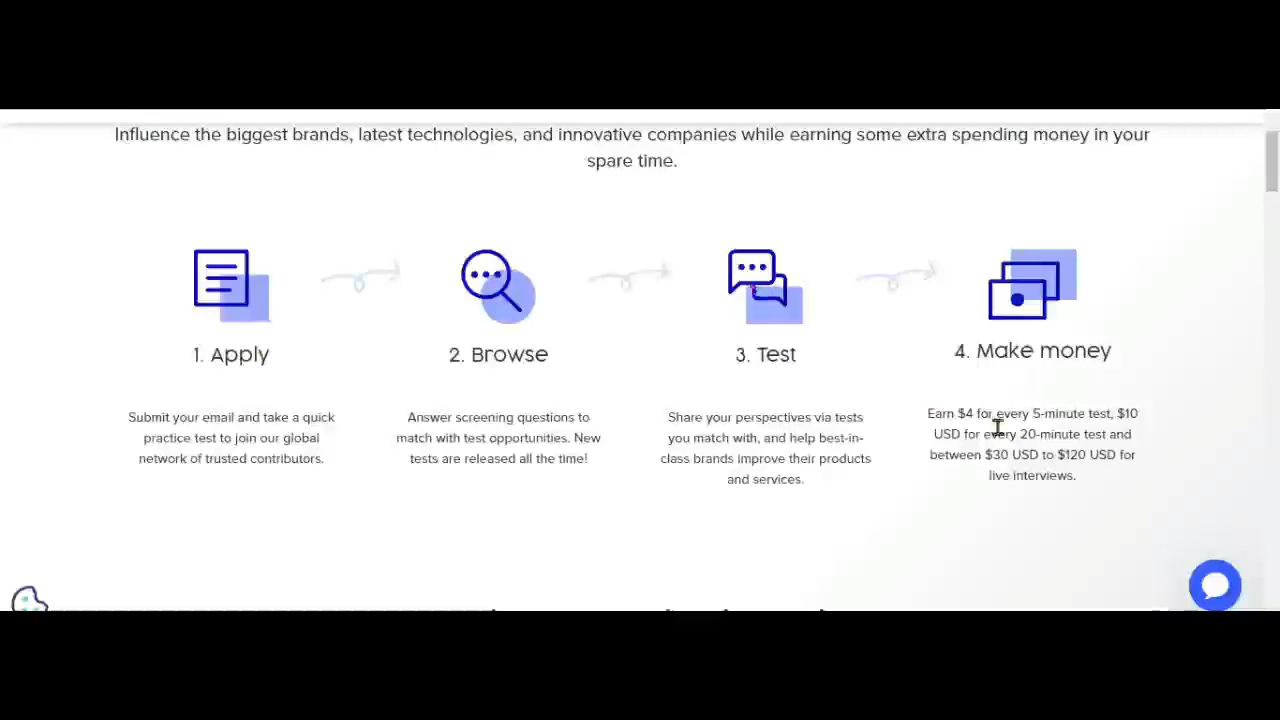 Influence the biggest brands, latest technologies, and innovative companies while earning some extra spending money in your
spare time.
1. Apply
Submit your email and take a quick
practice test to join our global
network of trusted contributors.
2. Browse
Answer screening questions to
match with test opportunities. New
tests are released all the time!
3. Test
Share your perspectives via tests
you match with, and help best-in-
class brands improve their products
and services.
4. Make money
Earn $4 for every 5-minute test, $10
USD for every 20-minute test and
between $30 USD to $120 USD for
live interviews.